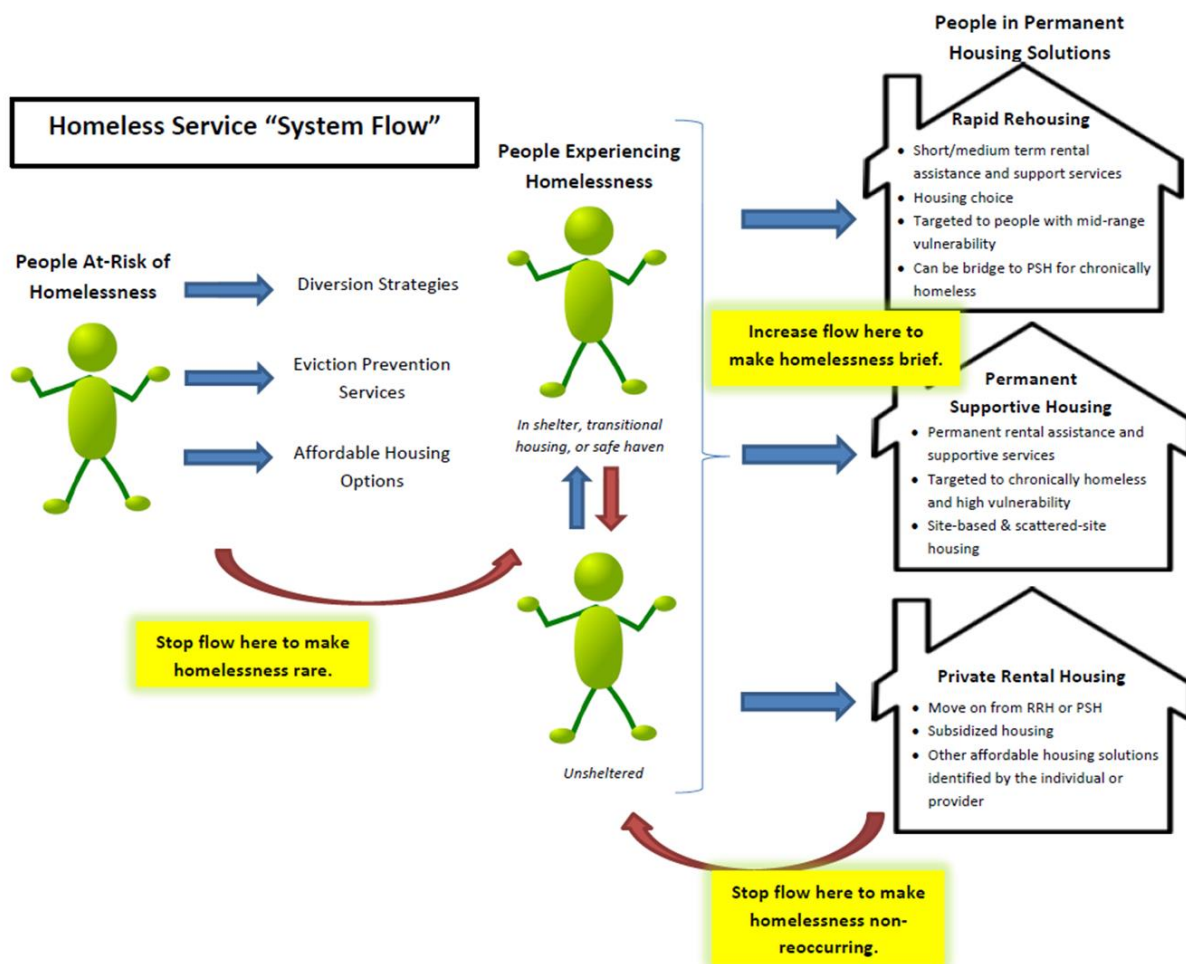 Homeless Service “System Flow”
People At-Risk of
Homelessness
Diversion Strategies
Eviction Prevention
Services
Affordable Housing
Options
Stop flow here to make
homelessness rare.
People Experiencing
Homelessness
In shelter, transitional
housing, or safe haven
Unsheltered
Increase flow here to
make homelessness brief.
People in Permanent
Housing Solutions
Rapid Rehousing
• Short/medium term rental
assistance and support services
• Housing choice
• Targeted to people with mid-range
vulnerability
• Can be bridge to PSH for chronically
homeless
Permanent
Supportive Housing
• Permanent rental assistance and
supportive services
• Targeted to chronically homeless
and high vulnerability
• Site-based & scattered-site
housing
Private Rental Housing
• Move on from RRH or PSH
• Subsidized housing
• Other affordable housing solutions
identified by the individual or
provider
Stop flow here to make
homelessness non-
reoccurring.